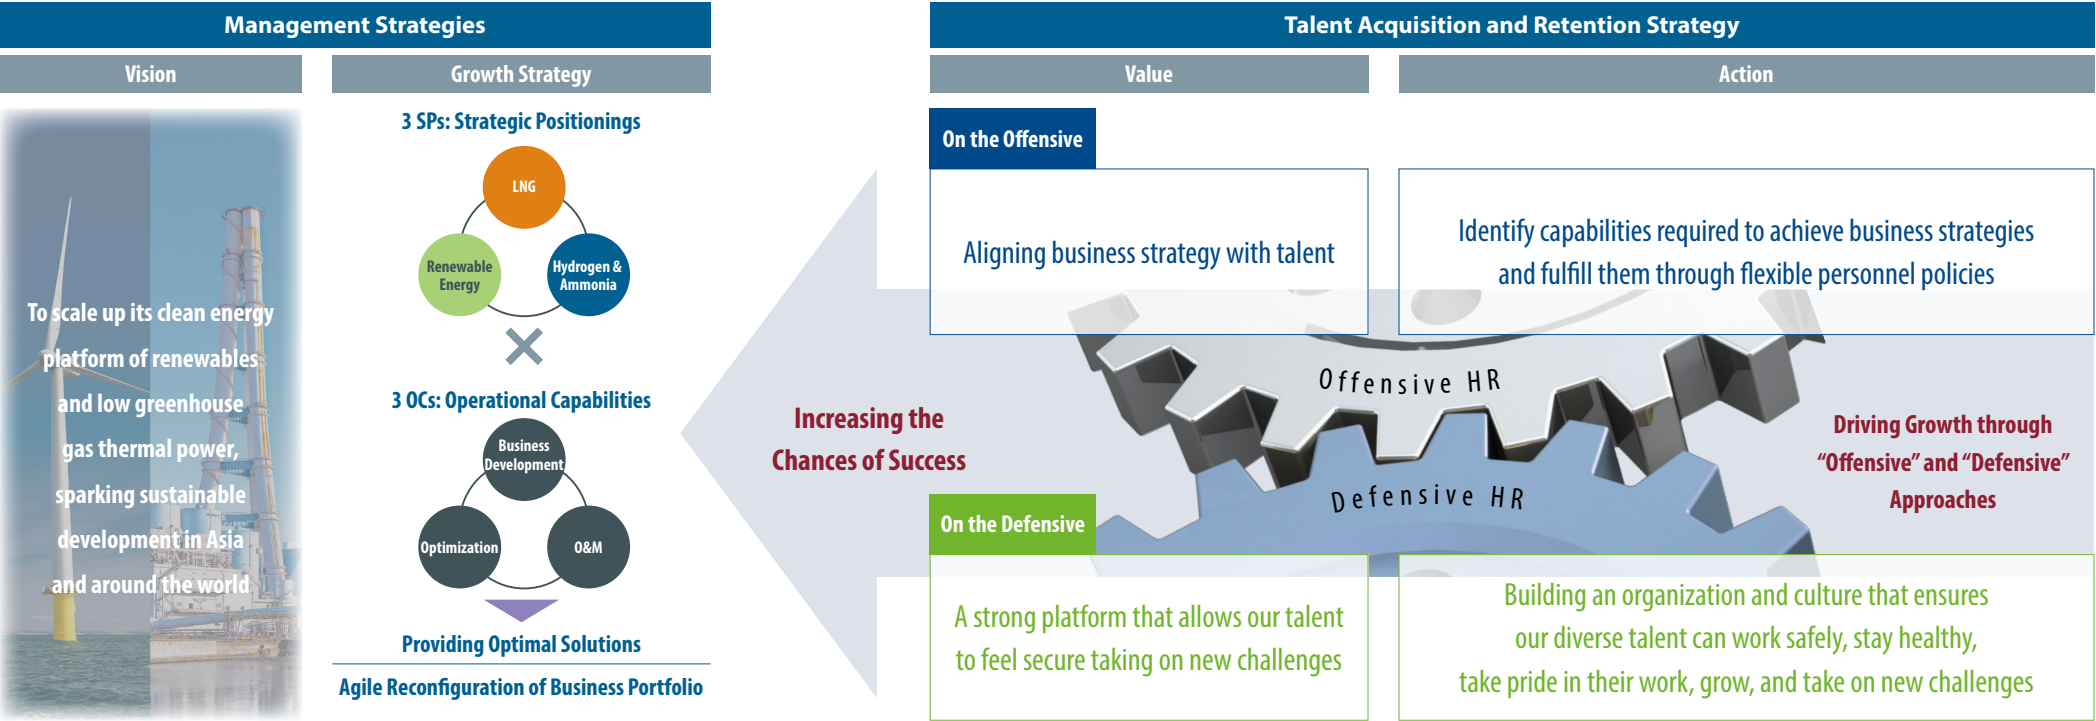 Management Strategies
Vision
To scale up its clean energy
platform of renewables
and low greenhouse
gas thermal power,
sparking sustainable
development in Asia
and around the world
Growth Strategy
3 SPs: Strategic Positionings
LNG
Renewable
Energy
Hydrogen &
Ammonia
3 OCs: Operational Capabilities
Business
Development
Optimization
O&M
Providing Optimal Solutions
Agile Reconfiguration of Business Portfolio
Increasing the
Chances of Success
Talent Acquisition and Retention Strategy
Value
Action
On the Offensive
Aligning business strategy with talent
Identify capabilities required to achieve business strategies
and fulfill them through flexible personnel policies
Offensive HR
Defensive HR
Driving Growth through
“Offensive” and “Defensive”
Approaches
On the Defensive
A strong platform that allows our talent
to feel secure taking on new challenges
Building an organization and culture that ensures
our diverse talent can work safely, stay healthy,
take pride in their work, grow, and take on new challenges